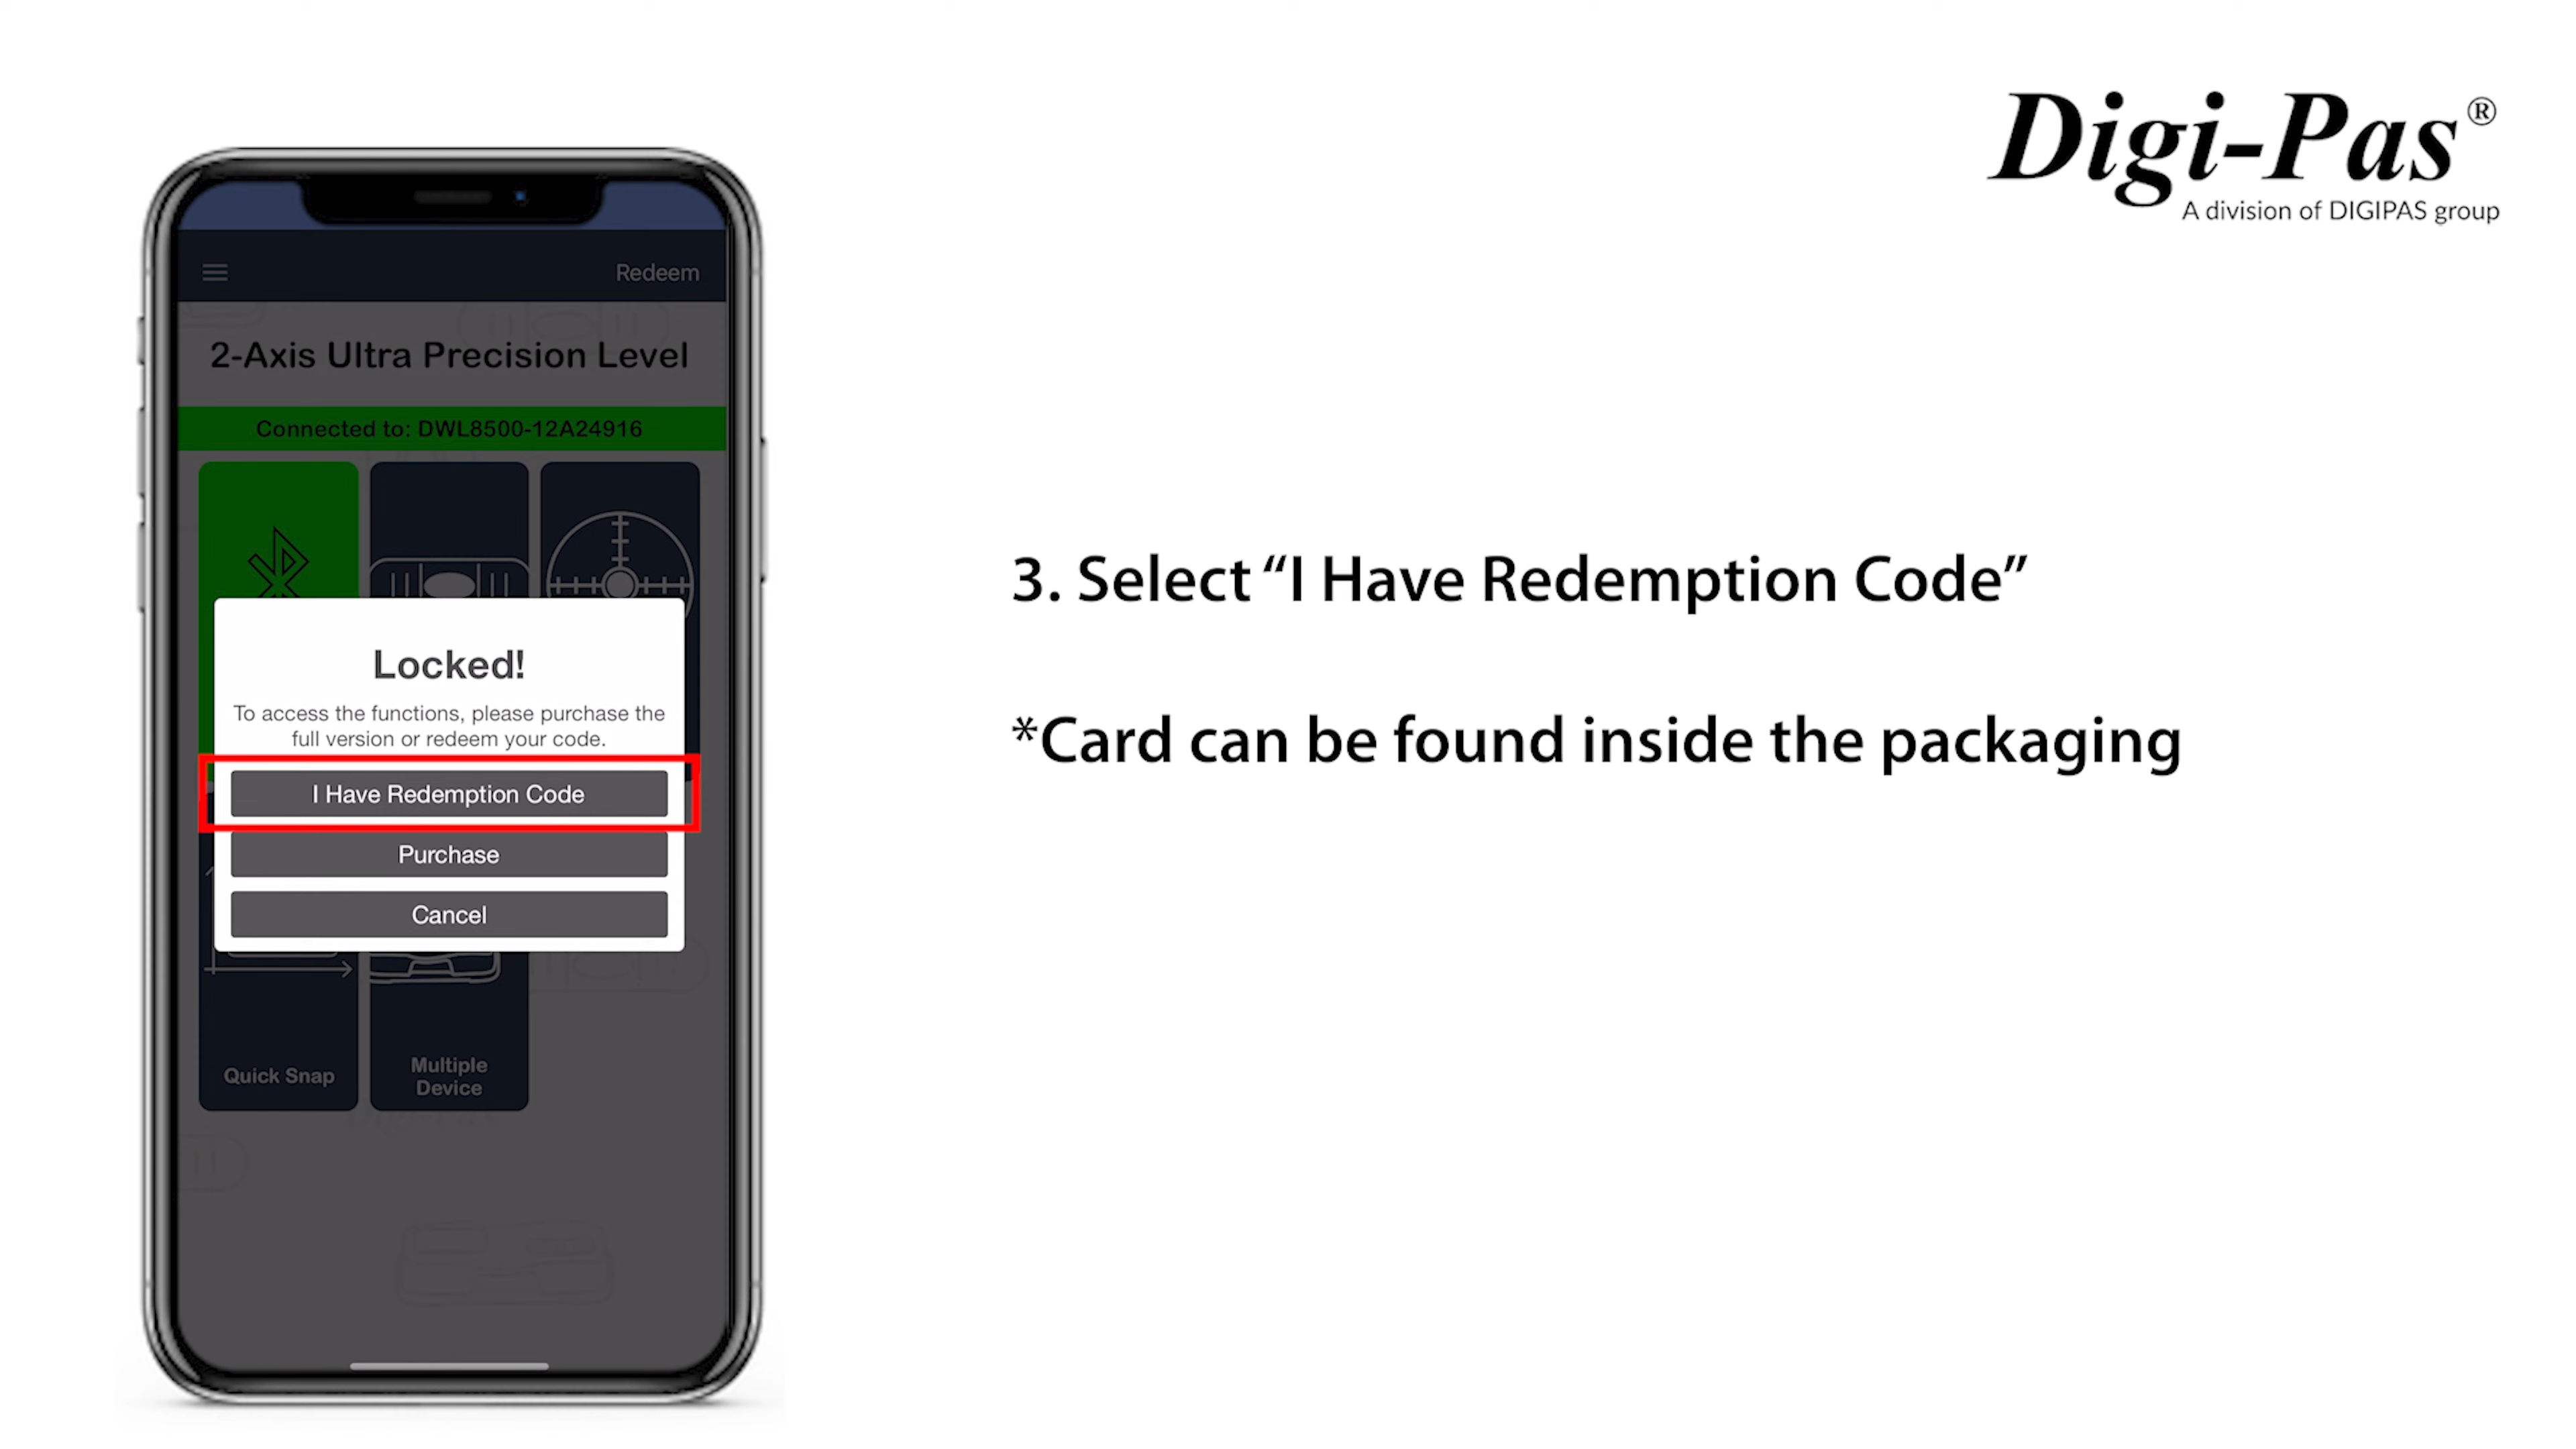 Digi-Pas®
A division of DIGIPAS group
Redeem
2-Axis Ultra Precision Level
Connected to: DWL8500-12A24916
Locked!
To access the functions, please purchase the
full version or redeem your code.
I Have Redemption Code
Purchase
Cancel
Quick Snap
Multiple
Device
Digi-Pas
3. Select “I Have Redemption Code”
*Card can be found inside the packaging